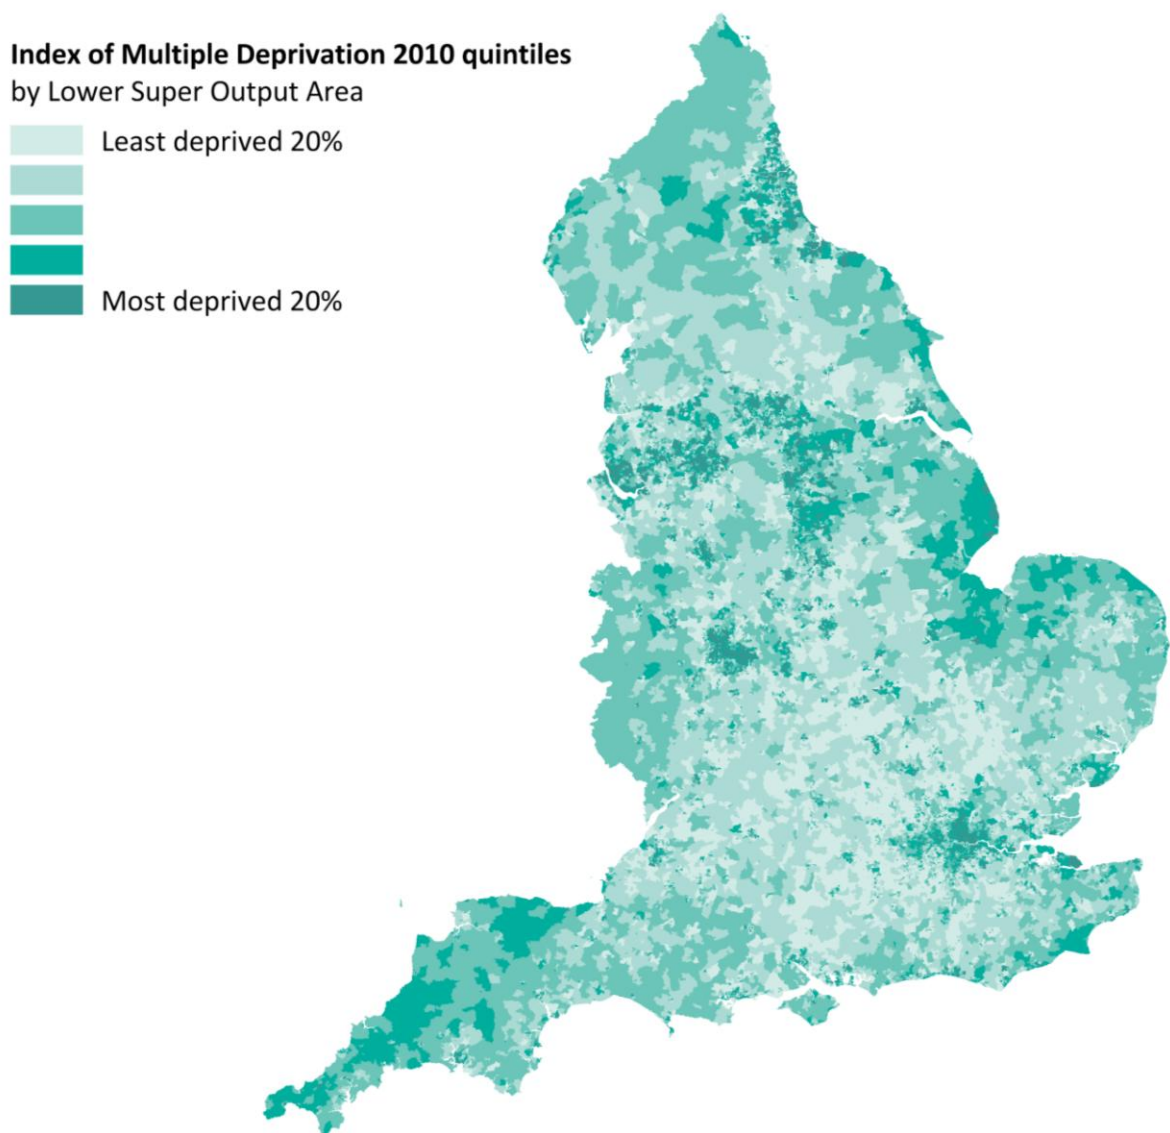 Index of Multiple Deprivation 2010 quintiles
by Lower Super Output Area
Least deprived 20%
Most deprived 20%